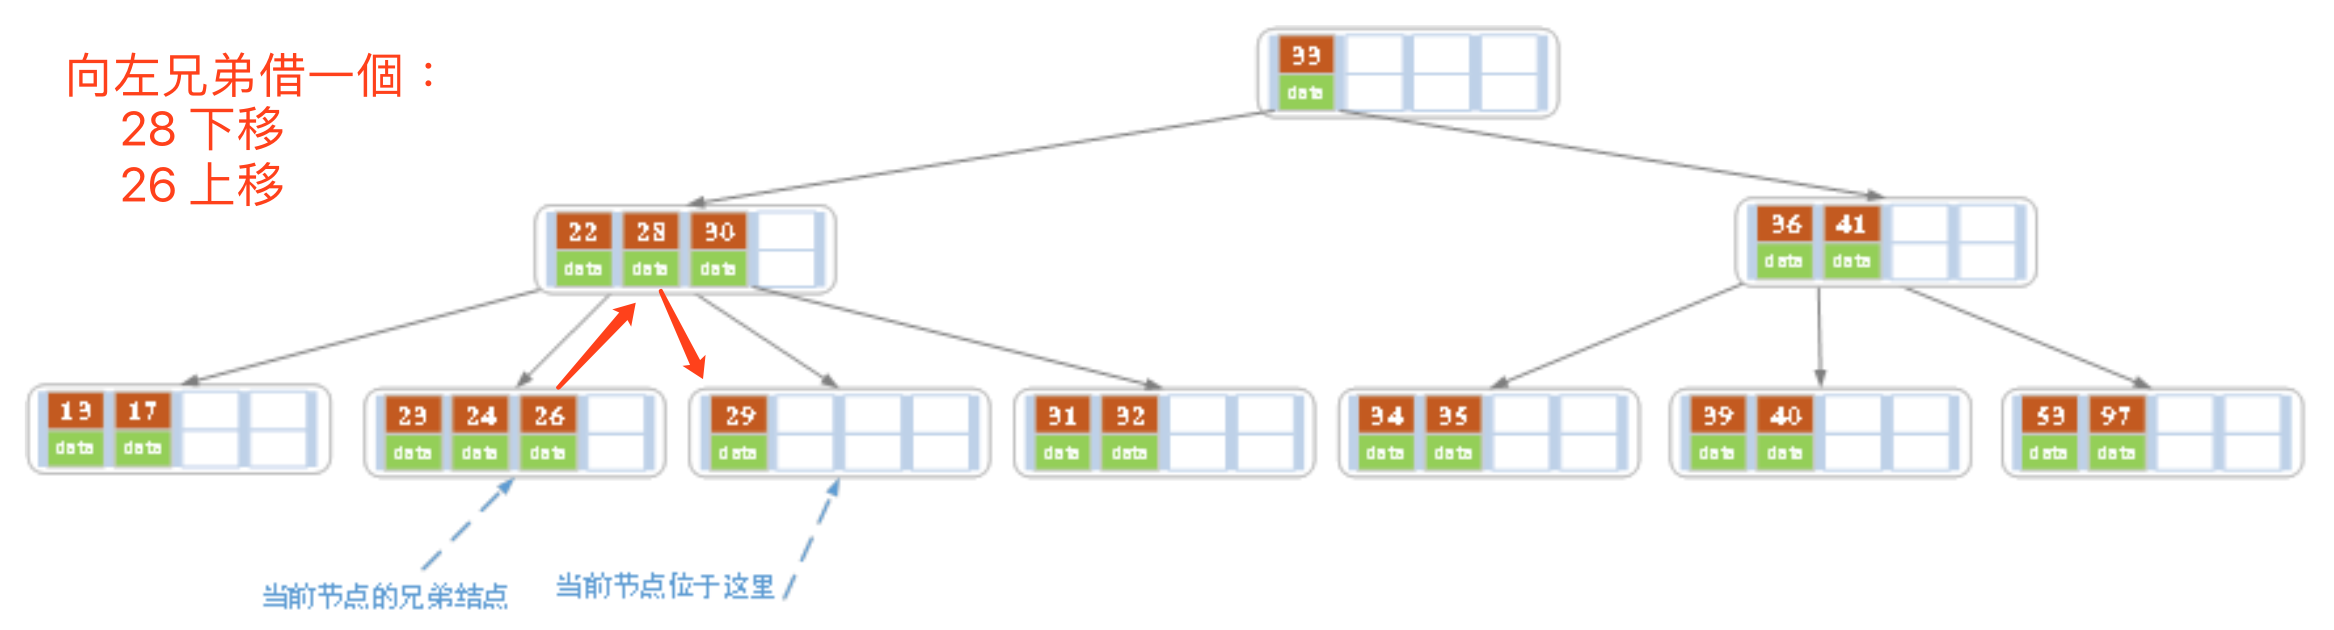 向左兄弟借一個：
28 下移
26 上移
33
data
22 28 30
data data data
36 41
data data
13 17
data data
23 24 26
data data data
29
data
31 32
data data
34 35
data data
39 40
data data
53 97
data data
当前节点的兄弟结点
当前节点位于这里